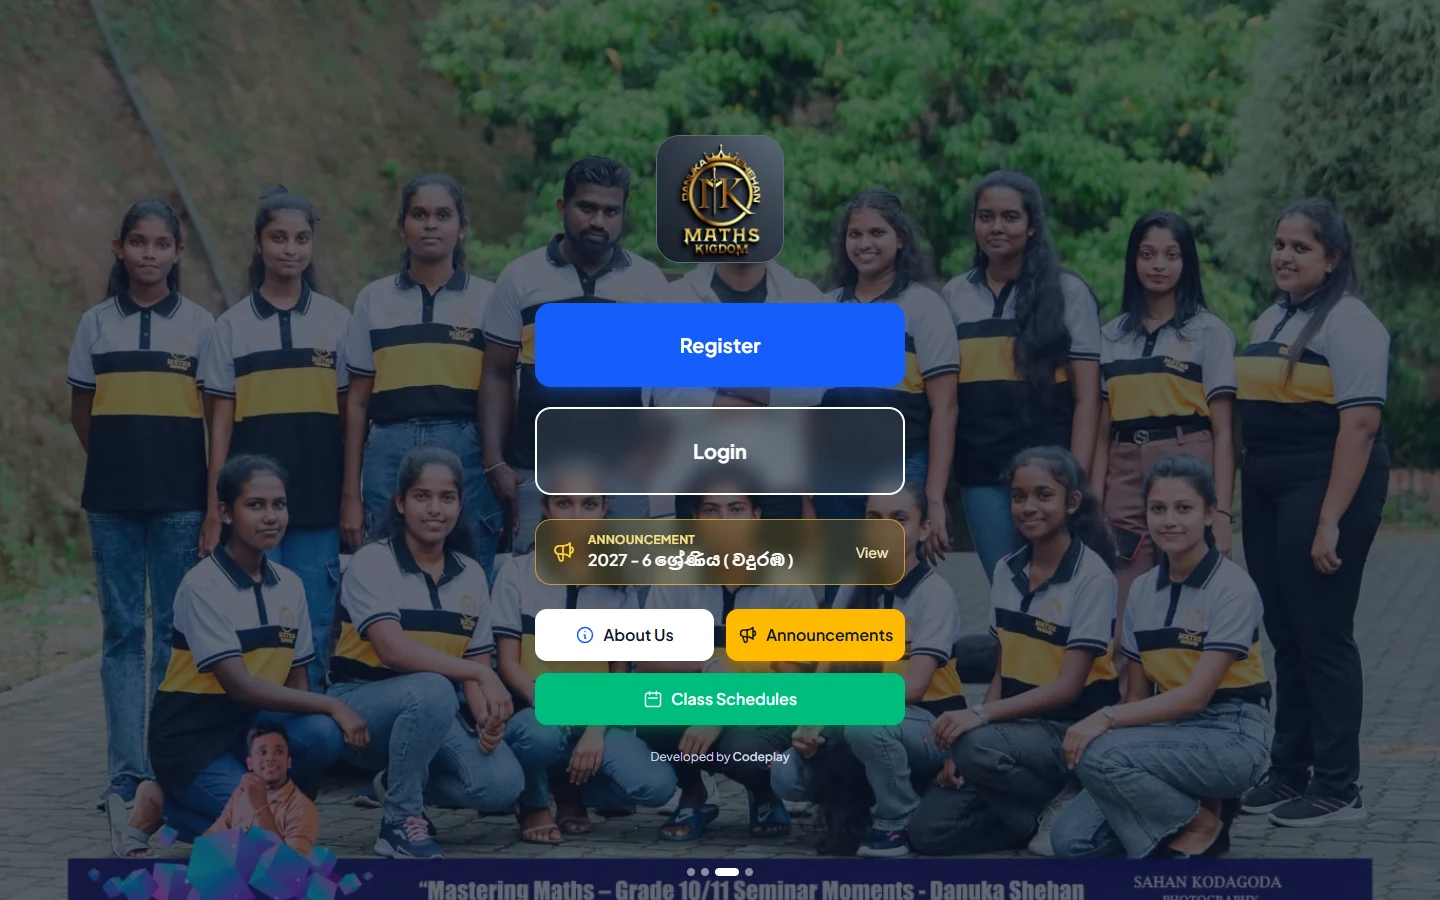 DANUKA SHEHAN
MK
MATHS
KIGDOM
Register
Login
ANNOUNCEMENT
2027 - 6 ශ්‍රේණිය ( වදුරඹ )
View
About Us
Announcements
Class Schedules
Developed by Codeplay
“Mastering Maths – Grade 10/11 Seminar Moments - Danuka Shehan
SAHAN KODAGODA
PHOTOGRAPHY